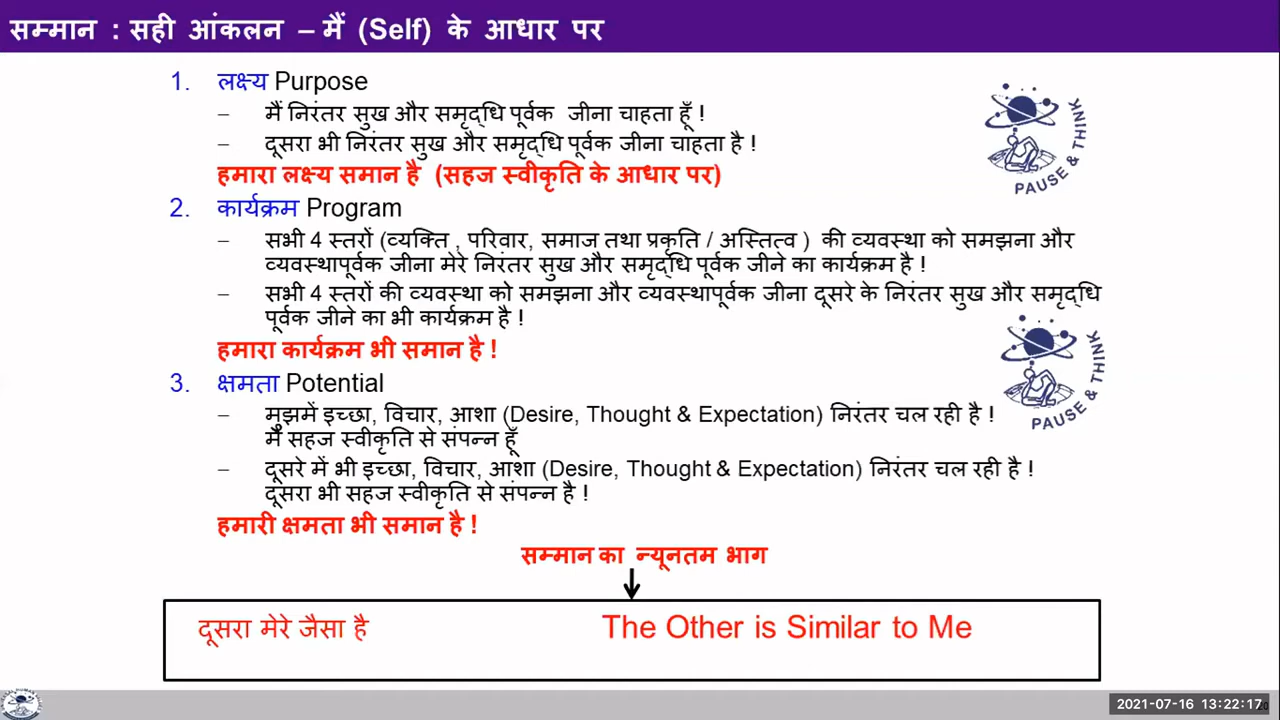 सम्मान : सही आंकलन – मैं (Self) के आधार पर
1. लक्ष्य Purpose
– मैं निरंतर सुख और समृद्धि पूर्वक जीना चाहता हूँ !
– दूसरा भी निरंतर सुख और समृद्धि पूर्वक जीना चाहता है !
हमारा लक्ष्य समान है (सहज स्वीकृति के आधार पर)
2. कार्यक्रम Program
– सभी 4 स्तरों (व्यक्ति , परिवार, समाज तथा प्रकृति / अस्तित्व ) की व्यवस्था को समझना और
व्यवस्थापूर्वक जीना मेरे निरंतर सुख और समृद्धि पूर्वक जीने का कार्यक्रम है !
– सभी 4 स्तरों की व्यवस्था को समझना और व्यवस्थापूर्वक जीना दूसरे के निरंतर सुख और समृद्धि
पूर्वक जीने का भी कार्यक्रम है !
हमारा कार्यक्रम भी समान है !
3. क्षमता Potential
– मुझमें इच्छा, विचार, आशा (Desire, Thought & Expectation) निरंतर चल रही है !
मैं सहज स्वीकृति से संपन्न हूँ
– दूसरे में भी इच्छा, विचार, आशा (Desire, Thought & Expectation) निरंतर चल रही है !
दूसरा भी सहज स्वीकृति से संपन्न है !
हमारी क्षमता भी समान है !
सम्मान का न्यूनतम भाग
दूसरा मेरे जैसा है The Other is Similar to Me
PAUSE & THINK
PAUSE & THINK
2021-07-16 13:22:17